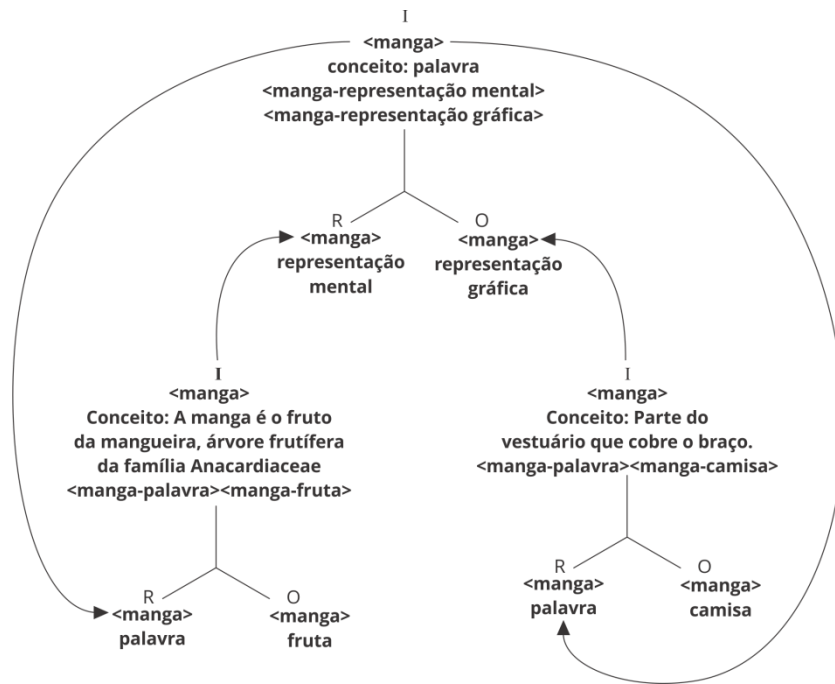 I
<manga>
conceito: palavra
<manga-representação mental>
<manga-representação gráfica>
R
<manga>
representação
mental
O
<manga>
representação
gráfica
I
<manga>
Conceito: A manga é o fruto
da mangueira, árvore frutífera
da família Anacardiaceae
<manga-palavra><manga-fruta>
R
<manga>
palavra
O
<manga>
fruta
I
<manga>
Conceito: Parte do
vestuário que cobre o braço.
<manga-palavra><manga-camisa>
R
<manga>
palavra
O
<manga>
camisa